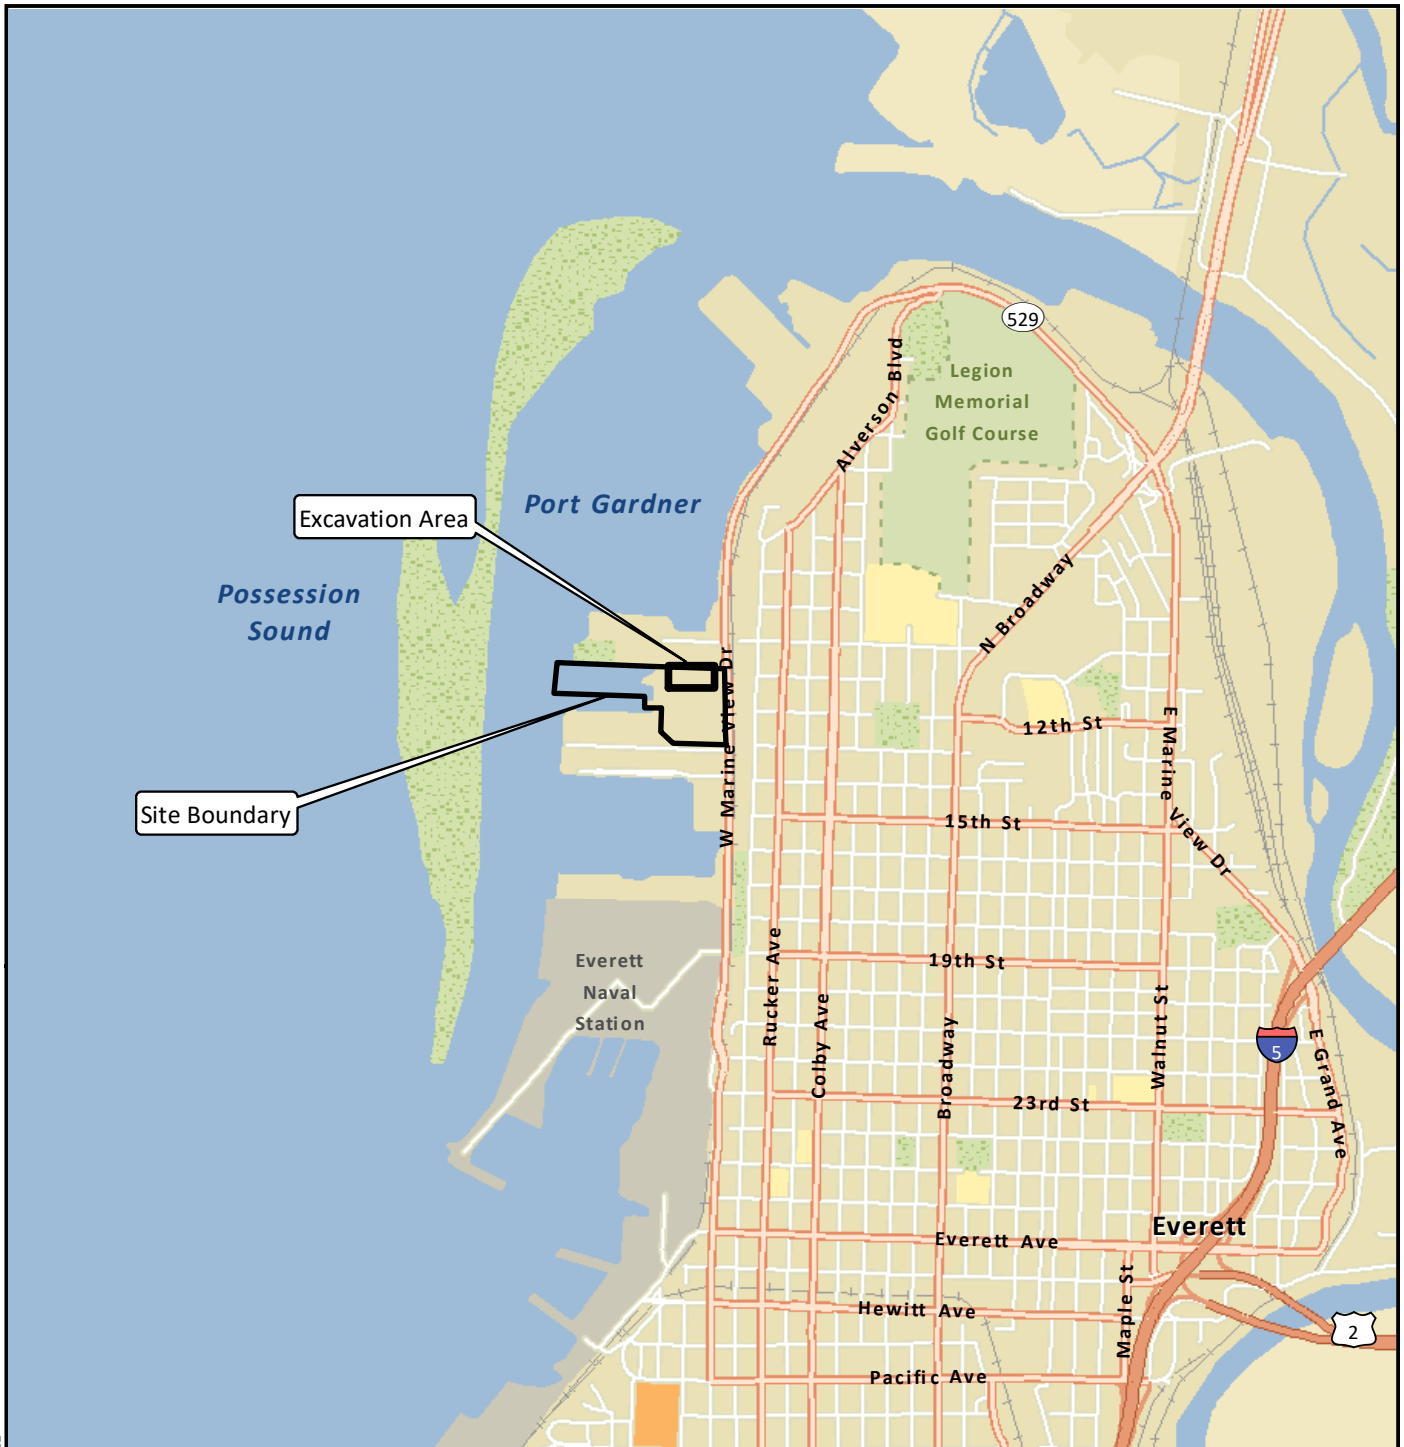 529
Legion
Memorial
Golf Course
Alverson Blvd
Port Gardner
Excavation Area
Possession
Sound
N Broadway
W Marine View Dr
12th St
E Marine View Dr
Site Boundary
15th St
Everett
Naval
Station
19th St
Rucker Ave
Colby Ave
Broadway
Walnut St
5
E Grand Ave
23rd St
Everett
Everett Ave
Maple St
Hewitt Ave
2
Pacific Ave